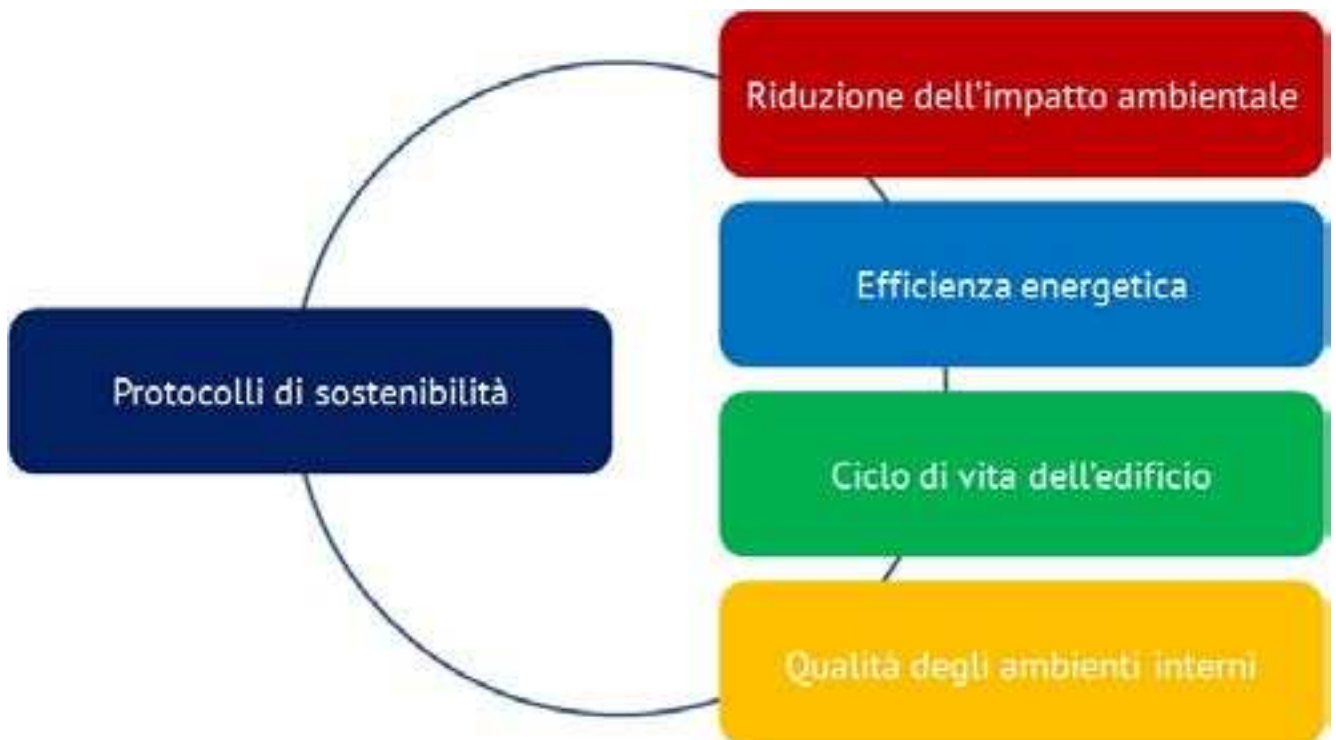 Riduzione dell'impatto ambientale
Efficienza energetica
Protocolli di sostenibilità
Ciclo di vita dell'edificio
Qualità degli ambienti interni